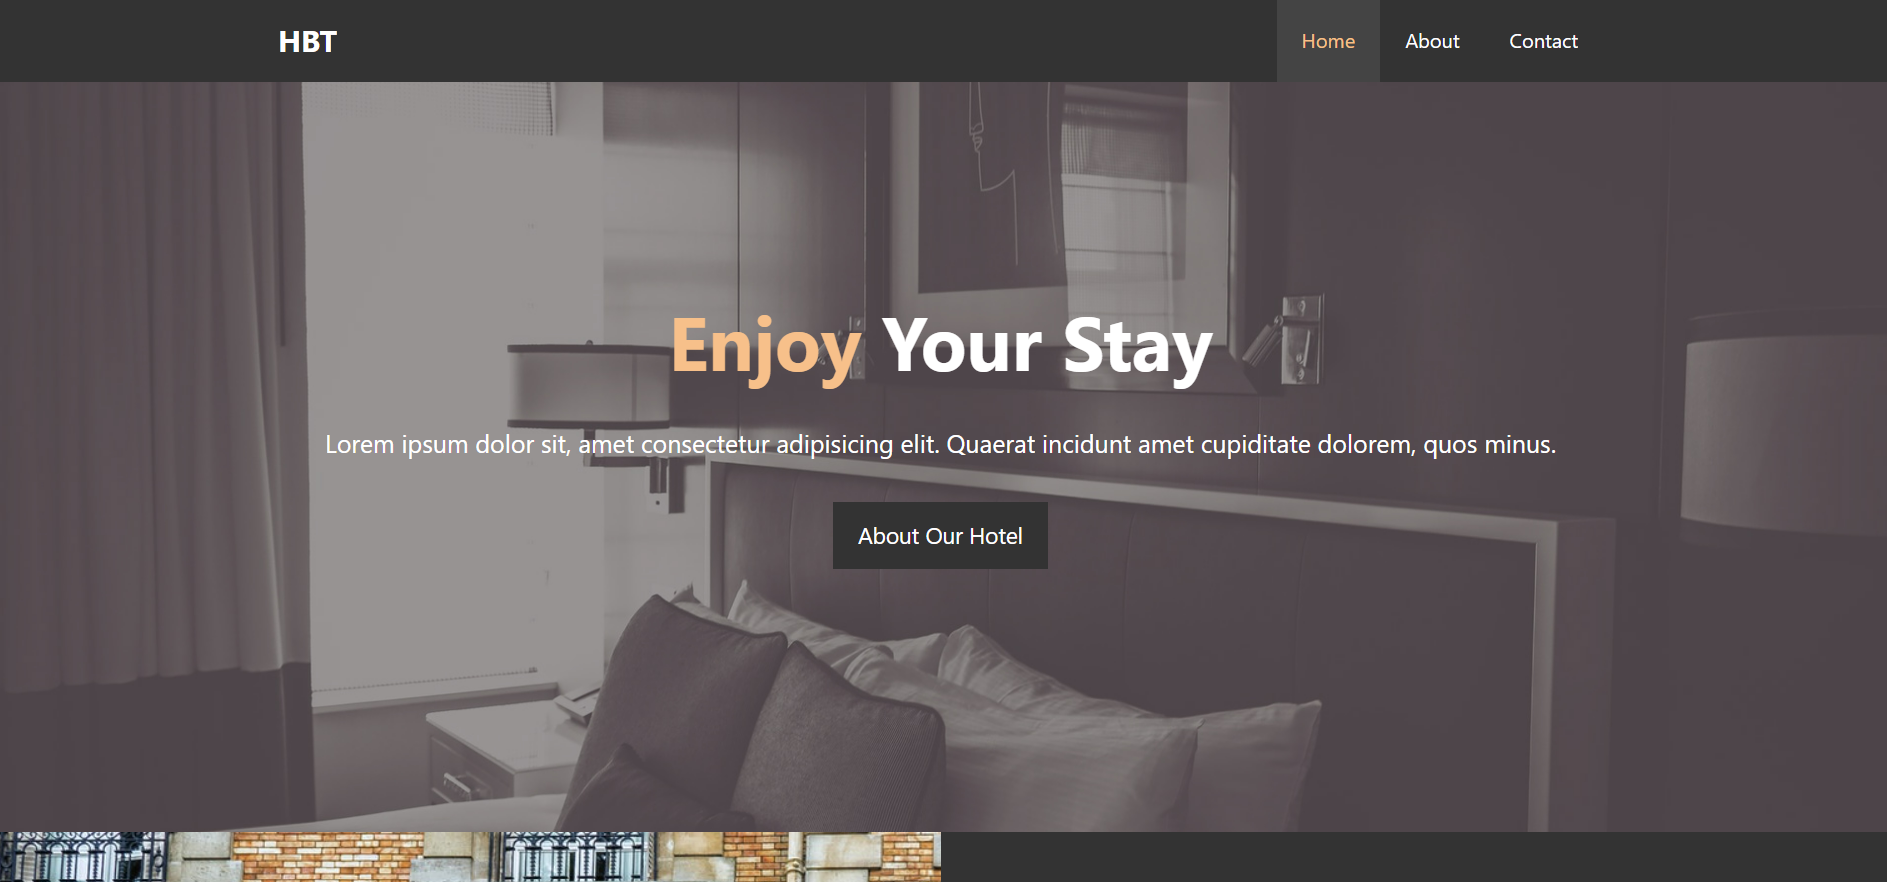 HBT
Home About Contact
Enjoy Your Stay
Lorem ipsum dolor sit, amet consectetur adipisicing elit. Quaerat incidunt amet cupiditate dolorem, quos minus.
About Our Hotel